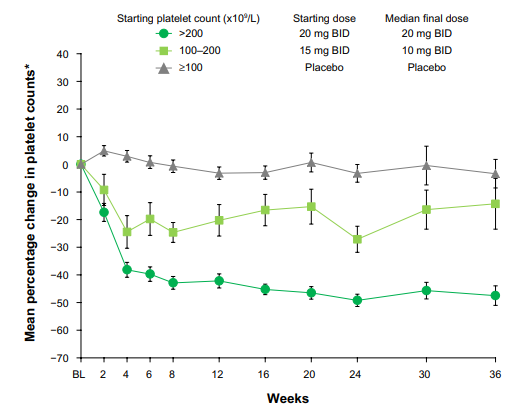 Starting platelet count (x10⁹/L) Starting dose Median final dose
>200 20 mg BID 20 mg BID
100–200 15 mg BID 10 mg BID
≥100 Placebo Placebo
Mean percentage change in platelet counts*
40
30
20
10
0
−10
−20
−30
−40
−50
−60
−70
BL 2 4 6 8 12 16 20 24 30 36
Weeks